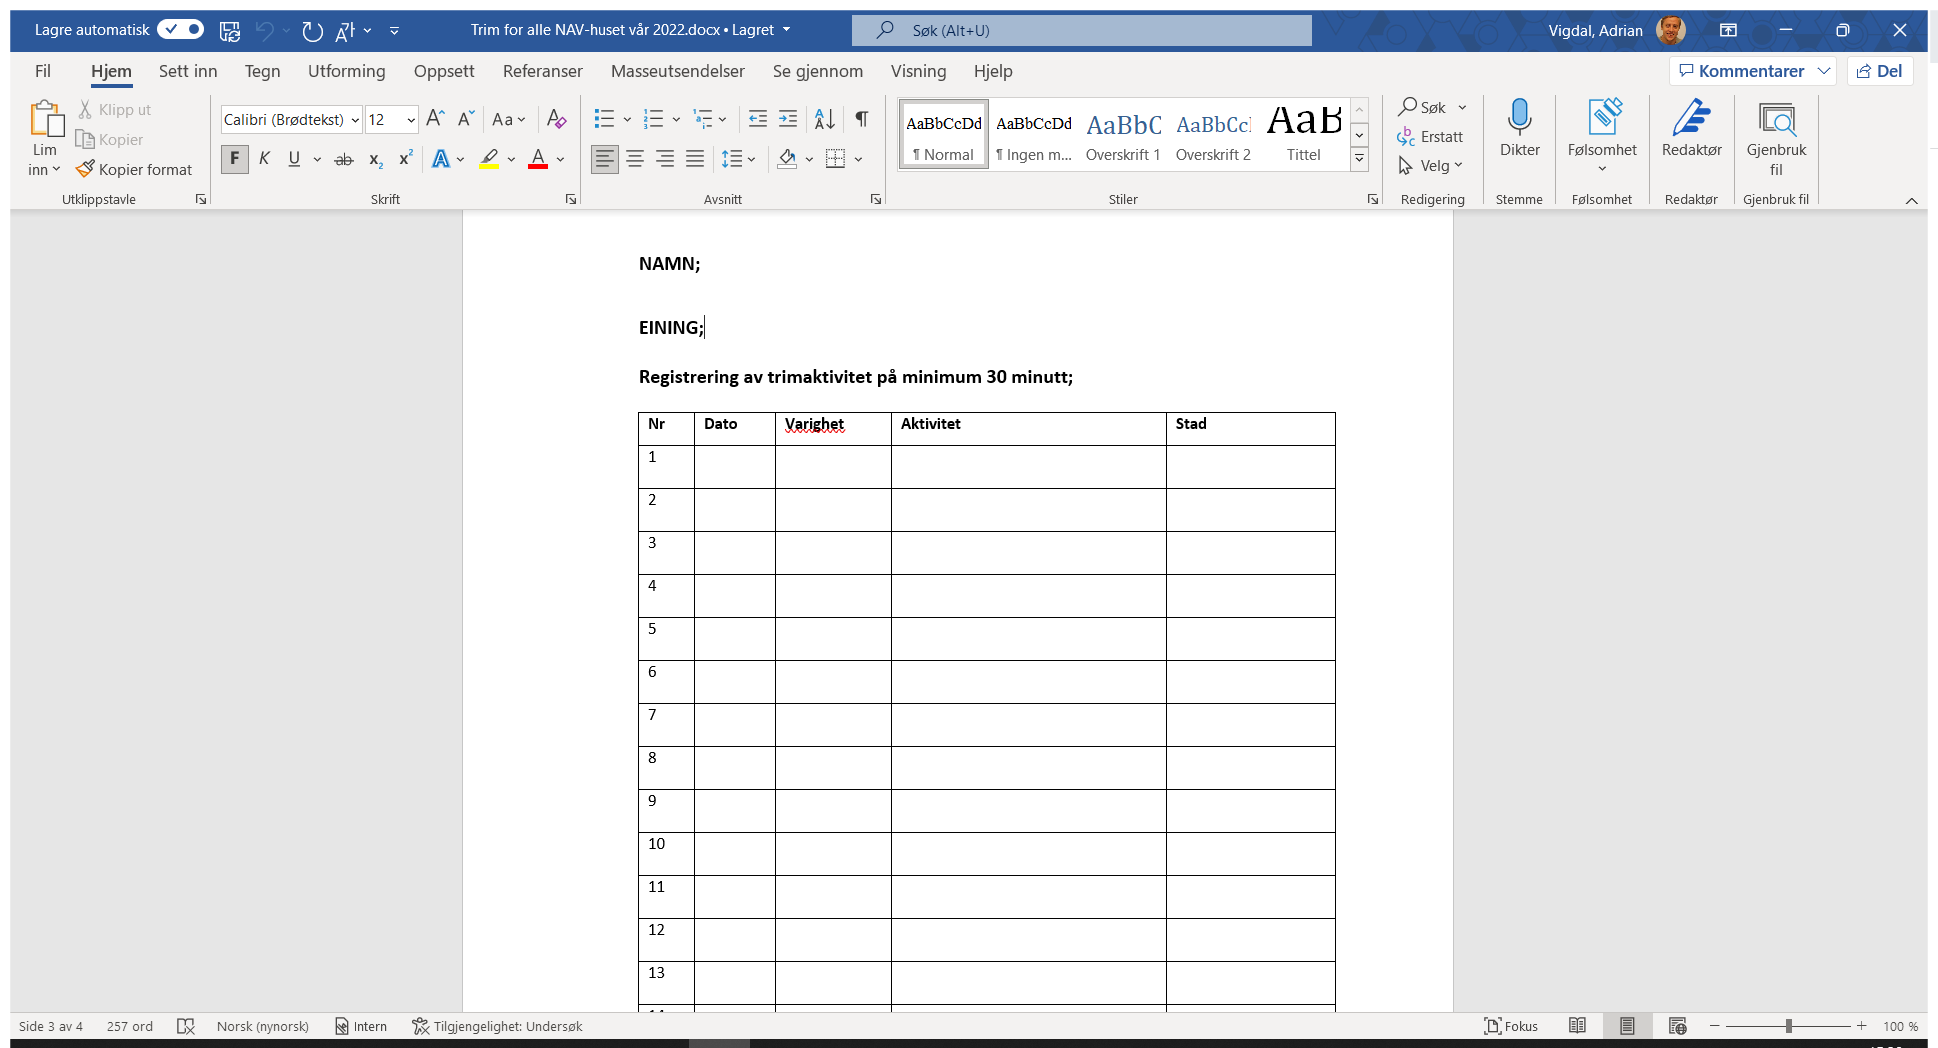 Lagre automatisk
Trim for alle NAV-huset vår 2022.docx • Lagret
Søk (Alt+U)
Vigdal, Adrian
Fil Hjem Sett inn Tegn Utforming Oppsett Referanser Masseutsendelser Se gjennom Visning Hjelp
Kommentarer
Del
Lim inn
Klipp ut
Kopier
Kopier format
Utklippstavle
Calibri (Brødtekst) 12
Skrift
Avsnitt
AaBbCcDd AaBbCcDd AaBbC AaBbCcl AaB
¶ Normal ¶ Ingen m... Overskrift 1 Overskrift 2 Tittel
Stiler
Søk
Erstatt
Velg
Redigering
Dikter
Stemme
Følsomhet
Følsomhet
Redaktør
Redaktør
Gjenbruk fil
Gjenbruk fil
NAMN;
EINING;
Registrering av trimaktivitet på minimum 30 minutt;
Nr Dato Varighet Aktivitet Stad
1
2
3
4
5
6
7
8
9
10
11
12
13
Side 3 av 4 257 ord Norsk (nynorsk) Intern Tilgjengelighet: Undersøk
Fokus 100 %